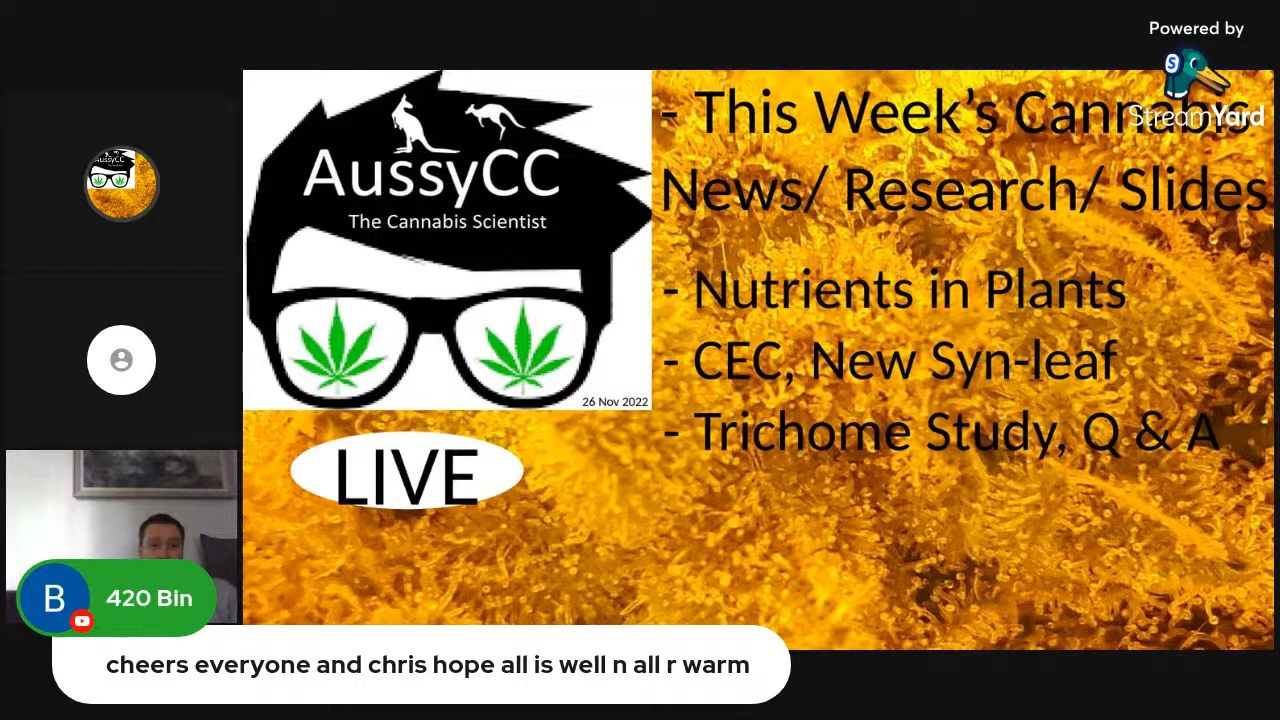 Powered by
StreamYard
AussyCC
The Cannabis Scientist
26 Nov 2022
LIVE
- This Week's Cannabis
News/ Research/ Slides
- Nutrients in Plants
- CEC, New Syn-leaf
- Trichome Study, Q & A
B
420 Bin
cheers everyone and chris hope all is well n all r warm